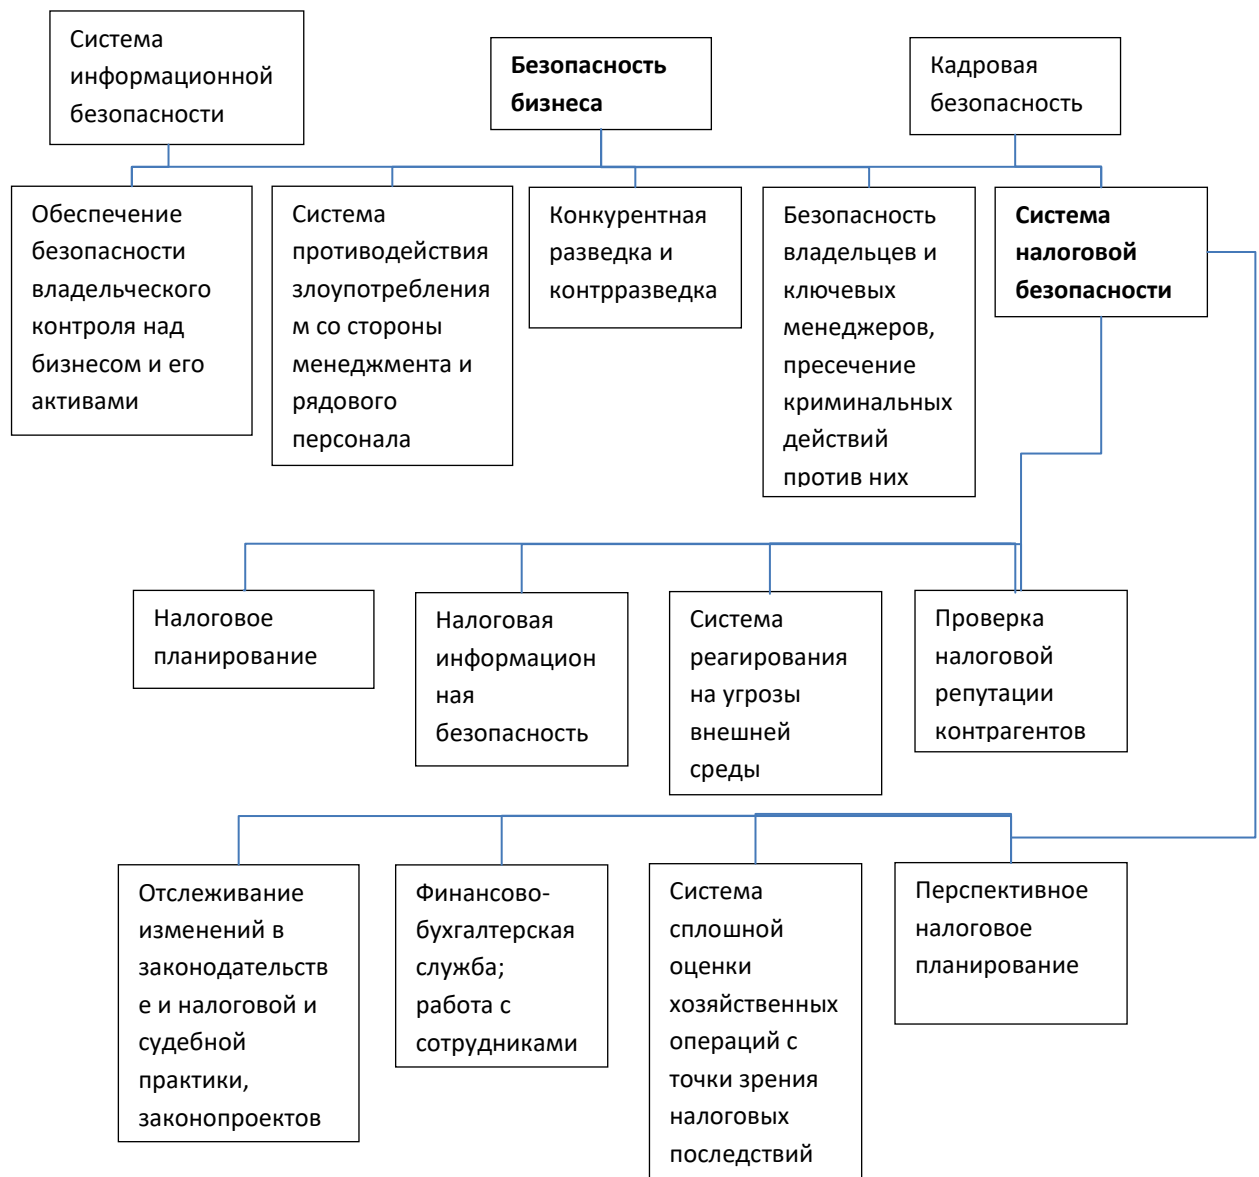 Система
информационной
безопасности
Безопасность
бизнеса
Кадровая
безопасность
Обеспечение
безопасности
владельческого
контроля над
бизнесом и его
активами
Система
противодействия
злоупотребления
м со стороны
менеджмента и
рядового
персонала
Конкурентная
разведка и
контрразведка
Безопасность
владельцев и
ключевых
менеджеров,
пресечение
криминальных
действий
против них
Система
налоговой
безопасности
Налоговое
планирование
Налоговая
информацион
ная
безопасность
Система
реагирования
на угрозы
внешней
среды
Проверка
налоговой
репутации
контрагентов
Отслеживание
изменений в
законодательств
е и налоговой и
судебной
практики,
законопроектов
Финансово-
бухгалтерская
служба;
работа с
сотрудниками
Система
сплошной
оценки
хозяйственных
операций с
точки зрения
налоговых
последствий
Перспективное
налоговое
планирование